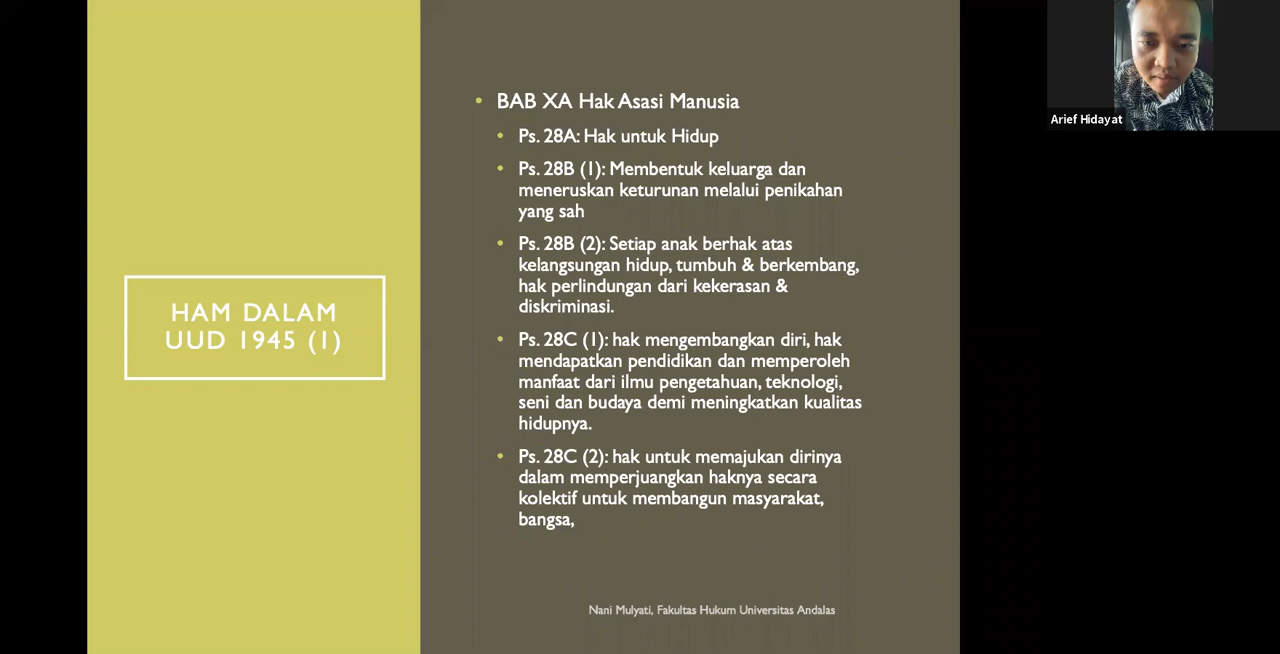 HAM DALAM
UUD 1945 (1)
• BAB XA Hak Asasi Manusia
• Ps. 28A: Hak untuk Hidup
• Ps. 28B (1): Membentuk keluarga dan
meneruskan keturunan melalui penikahan
yang sah
• Ps. 28B (2): Setiap anak berhak atas
kelangsungan hidup, tumbuh & berkembang,
hak perlindungan dari kekerasan &
diskriminasi.
• Ps. 28C (1): hak mengembangkan diri, hak
mendapatkan pendidikan dan memperoleh
manfaat dari ilmu pengetahuan, teknologi,
seni dan budaya demi meningkatkan kualitas
hidupnya.
• Ps. 28C (2): hak untuk memajukan dirinya
dalam memperjuangkan haknya secara
kolektif untuk membangun masyarakat,
bangsa,
Nani Mulyati, Fakultas Hukum Universitas Andalas
Arief Hidayat